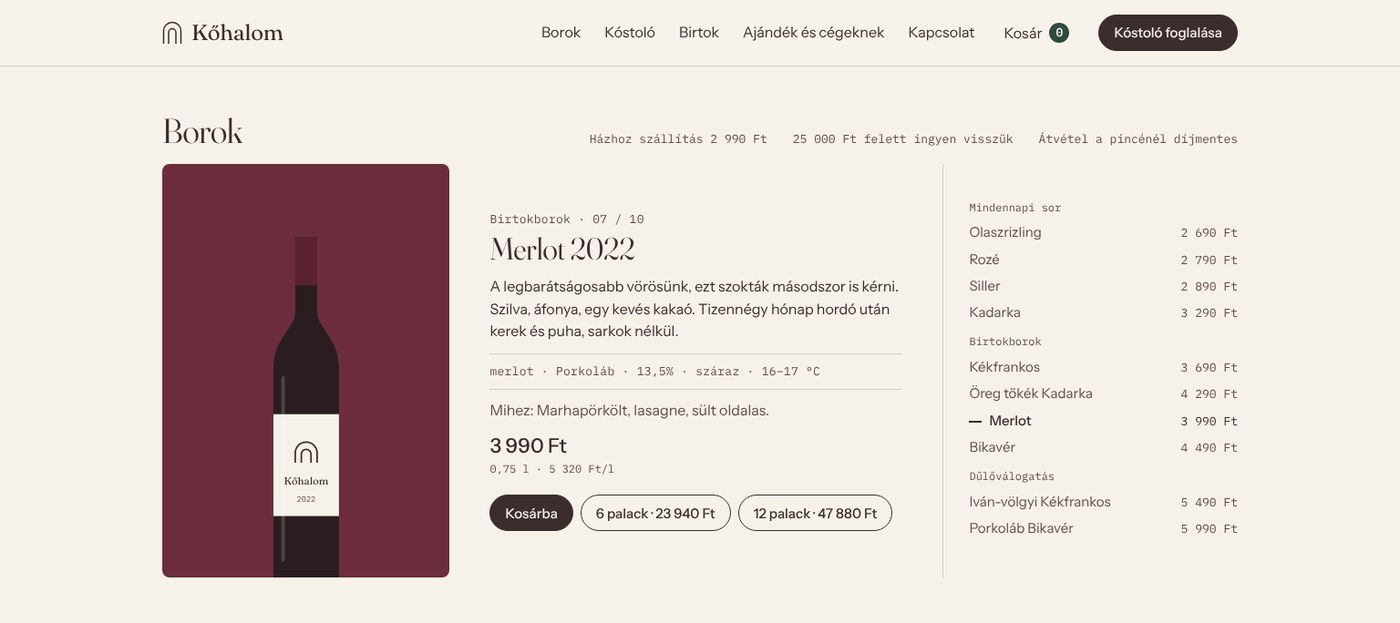 Kőhalom
Borok Kóstoló Birtok Ajándék és cégeknek Kapcsolat Kosár 0 Kóstoló foglalása
Borok
Házhoz szállítás 2 990 Ft 25 000 Ft felett ingyen visszük Átvétel a pincénél díjmentes
Kőhalom
2022
Birtokborok · 07 / 10
Merlot 2022
A legbarátságosabb vörösünk, ezt szokták másodszor is kérni.
Szilva, áfonya, egy kevés kakaó. Tizennégy hónap hordó után
kerek és puha, sarkok nélkül.
merlot · Porkoláb · 13,5% · száraz · 16–17 °C
Mihez: Marhapörkölt, lasagne, sült oldalas.
3 990 Ft
0,75 l · 5 320 Ft/l
Kosárba 6 palack · 23 940 Ft 12 palack · 47 880 Ft
Mindennapi sor
Olaszrizling 2 690 Ft
Rozé 2 790 Ft
Siller 2 890 Ft
Kadarka 3 290 Ft
Birtokborok
Kékfrankos 3 690 Ft
Öreg tőkék Kadarka 4 290 Ft
— Merlot 3 990 Ft
Bikavér 4 490 Ft
Dűlőválogatás
Iván-völgyi Kékfrankos 5 490 Ft
Porkoláb Bikavér 5 990 Ft